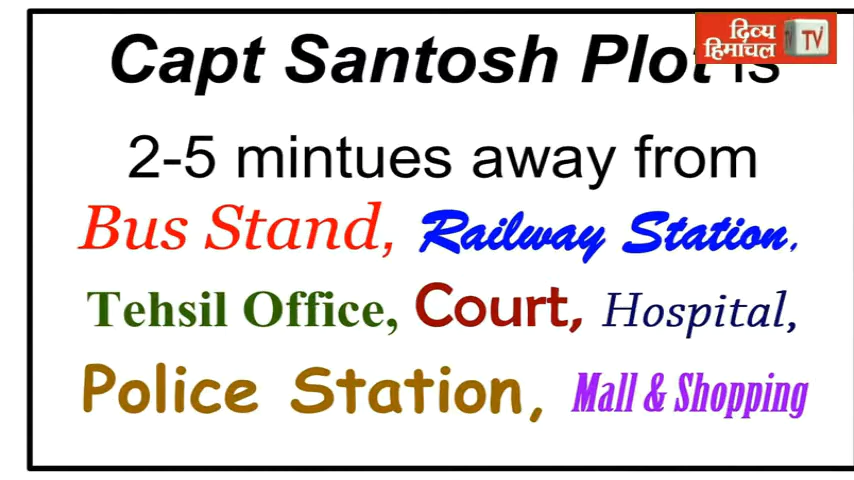 Capt Santosh Plot is
दिव्य
हिमाचल TV
2-5 mintues away from
Bus Stand, Railway Station,
Tehsil Office, Court, Hospital,
Police Station, Mall & Shopping